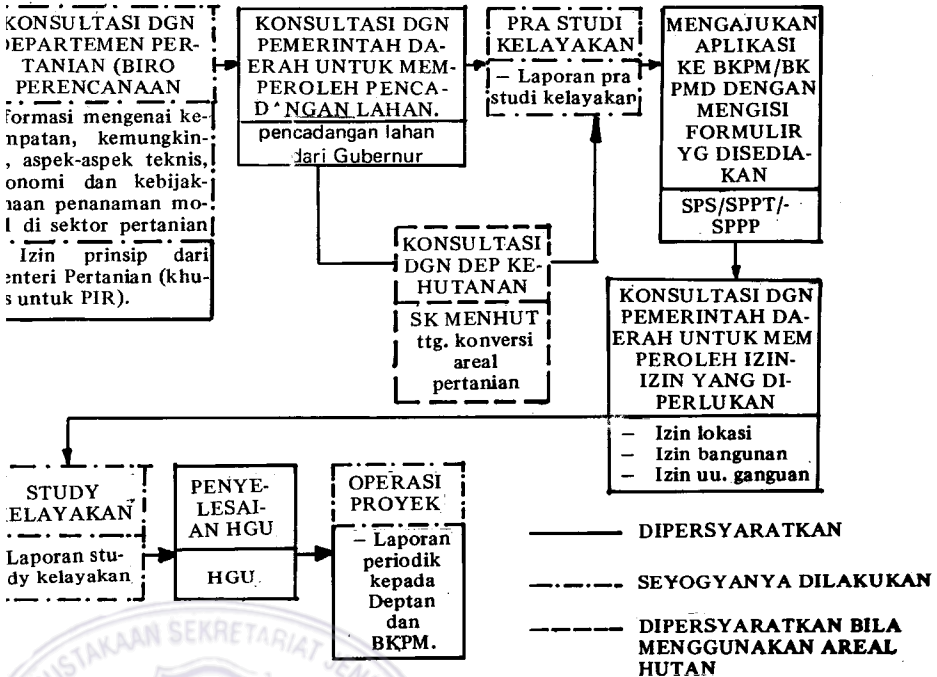 KONSULTASI DGN
DEPARTEMEN PER-
TANIAN (BIRO
PERENCANAAN
formasi mengenai ke-
mpatan, kemungkin-
, aspek-aspek teknis,
onomi dan kebijak-
naan penanaman mo-
l di sektor pertanian
Izin prinsip dari
enteri Pertanian (khu-
s untuk PIR).
KONSULTASI DGN
PEMERINTAH DA-
ERAH UNTUK MEM-
PEROLEH PENCA-
DANGAN LAHAN.
pencadangan lahan
dari Gubernur
PRA STUDI
KELAYAKAN
– Laporan pra
studi kelayakan
MENGAJUKAN
APLIKASI
KE BKPM/BK
PMD DENGAN
MENGISI
FORMULIR
YG DISEDIA-
KAN
SPS/SPPT/-
SPPP
KONSULTASI
DGN DEP KE-
HUTANAN
SK MENHUT
ttg. konversi
areal
pertanian
KONSULTASI DGN
PEMERINTAH DA-
ERAH UNTUK MEM
PEROLEH IZIN-
IZIN YANG DI-
PERLUKAN
– Izin lokasi
– Izin bangunan
– Izin uu. ganguan
STUDY
KELAYAKAN
Laporan stu-
dy kelayakan
PENYE-
LESAI-
AN HGU
HGU
OPERASI
PROYEK
– Laporan
periodik
kepada
Deptan
dan
BKPM.
DIPERSYARATKAN
SEYOGYANYA DILAKUKAN
DIPERSYARATKAN BILA
MENGGUNAKAN AREAL
HUTAN
USTAKAAN SEKRETARIAT JEN